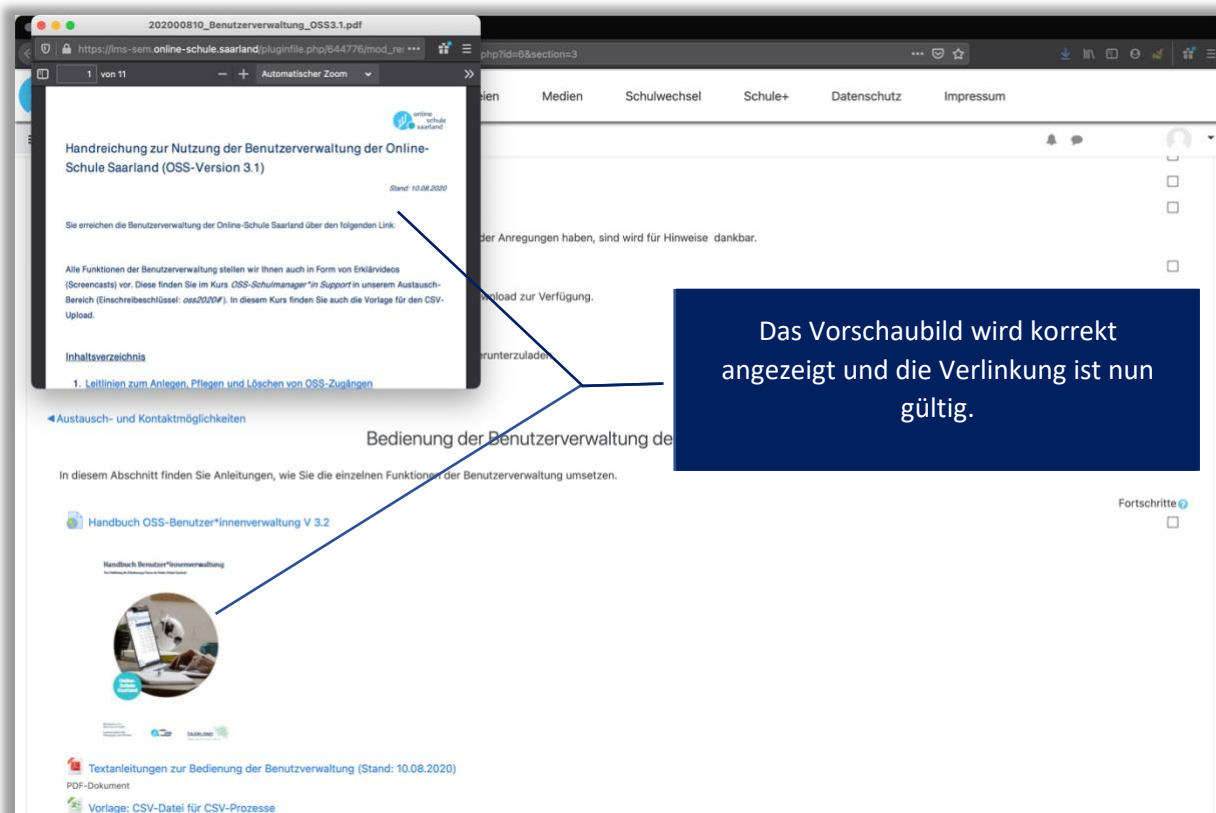 202000810_Benutzerverwaltung_OSS3.1.pdf
https://lms-sem.online-schule.saarland/pluginfile.php/644776/mod_re
1 von 11 — + Automatischer Zoom
online
schule
saarland
Handreichung zur Nutzung der Benutzerverwaltung der Online-
Schule Saarland (OSS-Version 3.1)
Stand: 10.08.2020
Sie erreichen die Benutzerverwaltung der Online-Schule Saarland über den folgenden Link:
Alle Funktionen der Benutzerverwaltung stellen wir Ihnen auch in Form von Erklärvideos
(Screencasts) vor. Diese finden Sie im Kurs OSS-Schulmanager*in Support in unserem Austausch-
Bereich (Einschreibeschlüssel: oss2020#). In diesem Kurs finden Sie auch die Vorlage für den CSV-
Upload.
Inhaltsverzeichnis
1. Leitlinien zum Anlegen, Pflegen und Löschen von OSS-Zugängen
php?id=6&section=3
eien Medien Schulwechsel Schule+ Datenschutz Impressum
der Anregungen haben, sind wird für Hinweise dankbar.
wnload zur Verfügung.
erunterzuladen
Das Vorschaubild wird korrekt
angezeigt und die Verlinkung ist nun
gültig.
◄Austausch- und Kontaktmöglichkeiten
Bedienung der Benutzerverwaltung de
In diesem Abschnitt finden Sie Anleitungen, wie Sie die einzelnen Funktionen der Benutzerverwaltung umsetzen.
Fortschritte
Handbuch OSS-Benutzer*innenverwaltung V 3.2
Handbuch Benutzer*innenverwaltung
Online-
Schule
Saarland
SAARLAND
Textanleitungen zur Bedienung der Benutzverwaltung (Stand: 10.08.2020)
PDF-Dokument
Vorlage: CSV-Datei für CSV-Prozesse